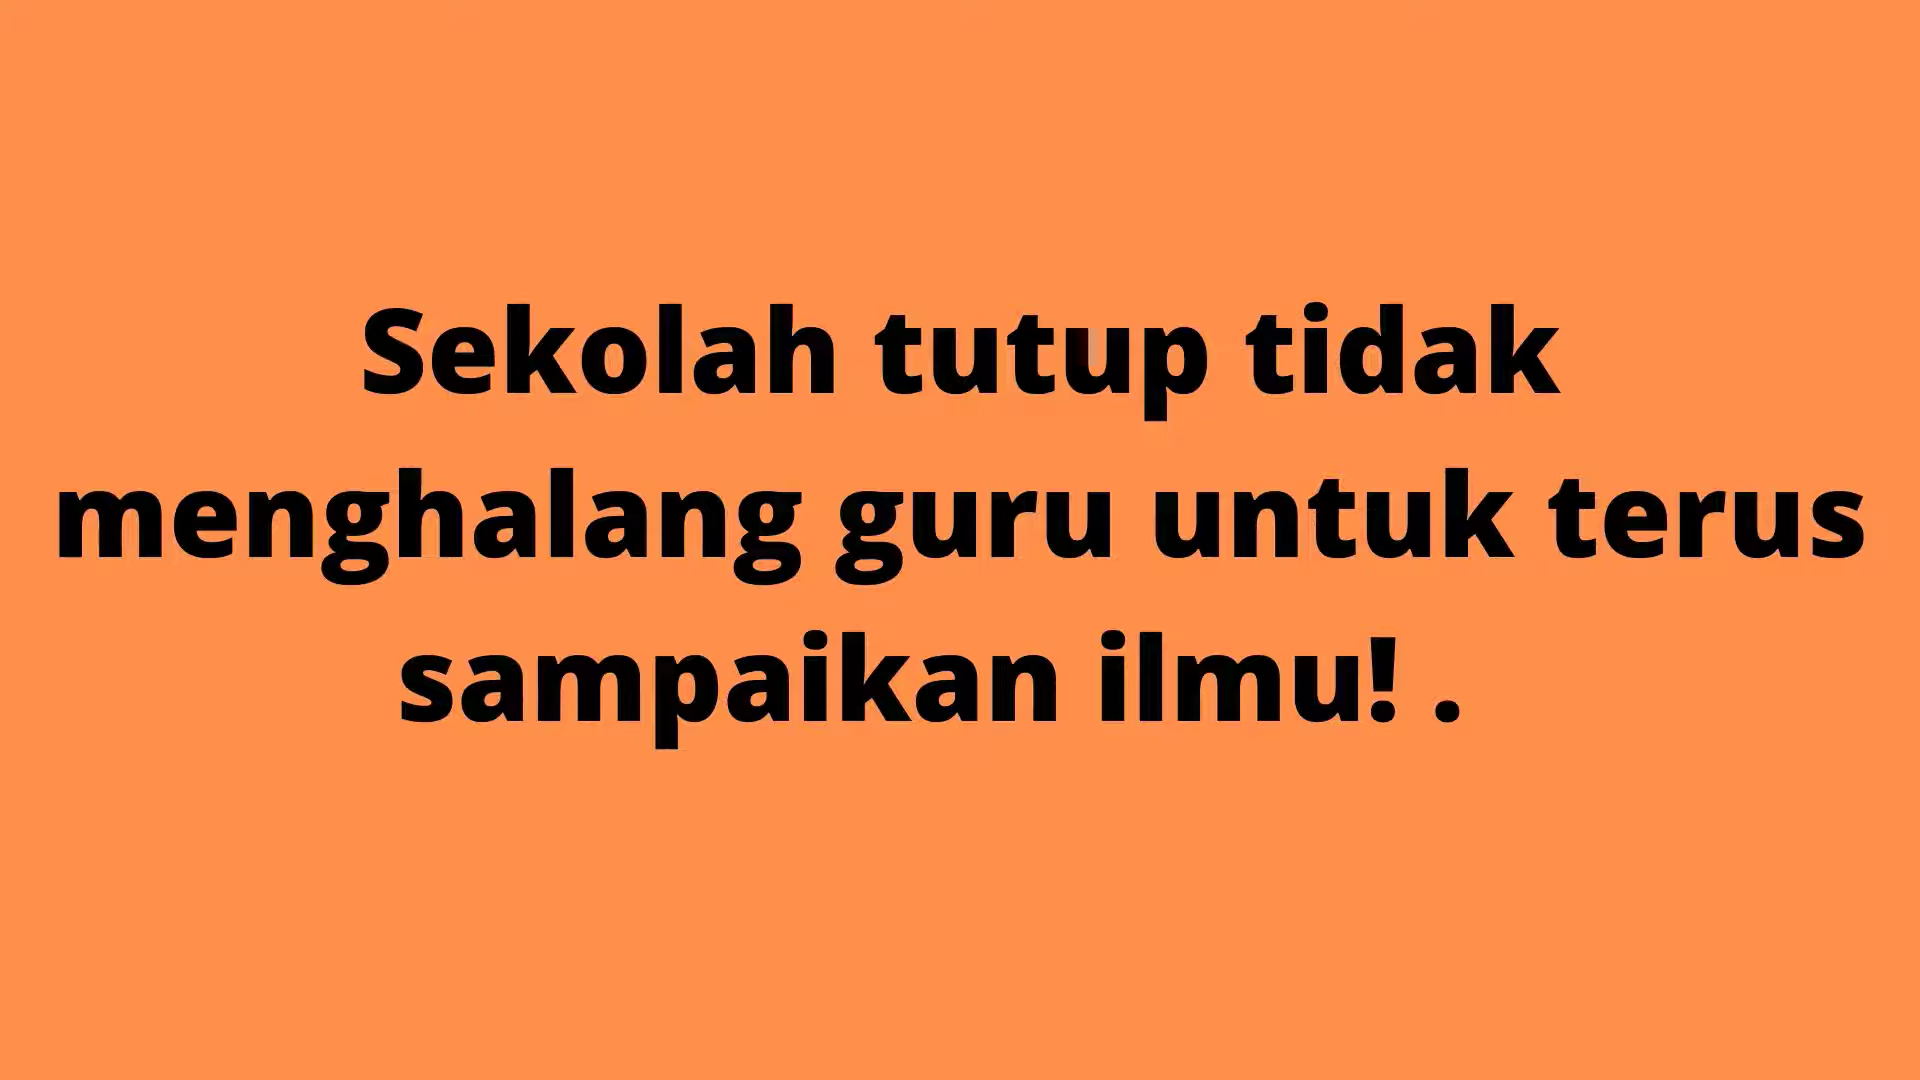 Sekolah tutup tidak
menghalang guru untuk terus
sampaikan ilmu! .